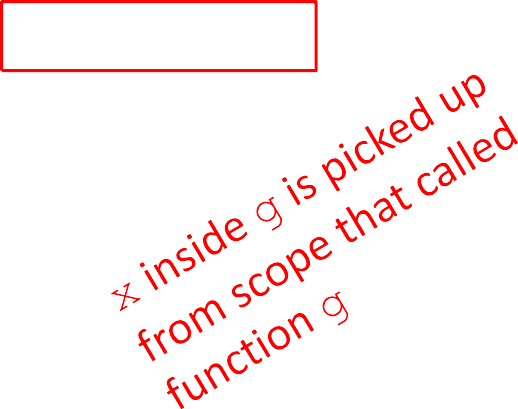 x inside g is picked up
from scope that called
function g